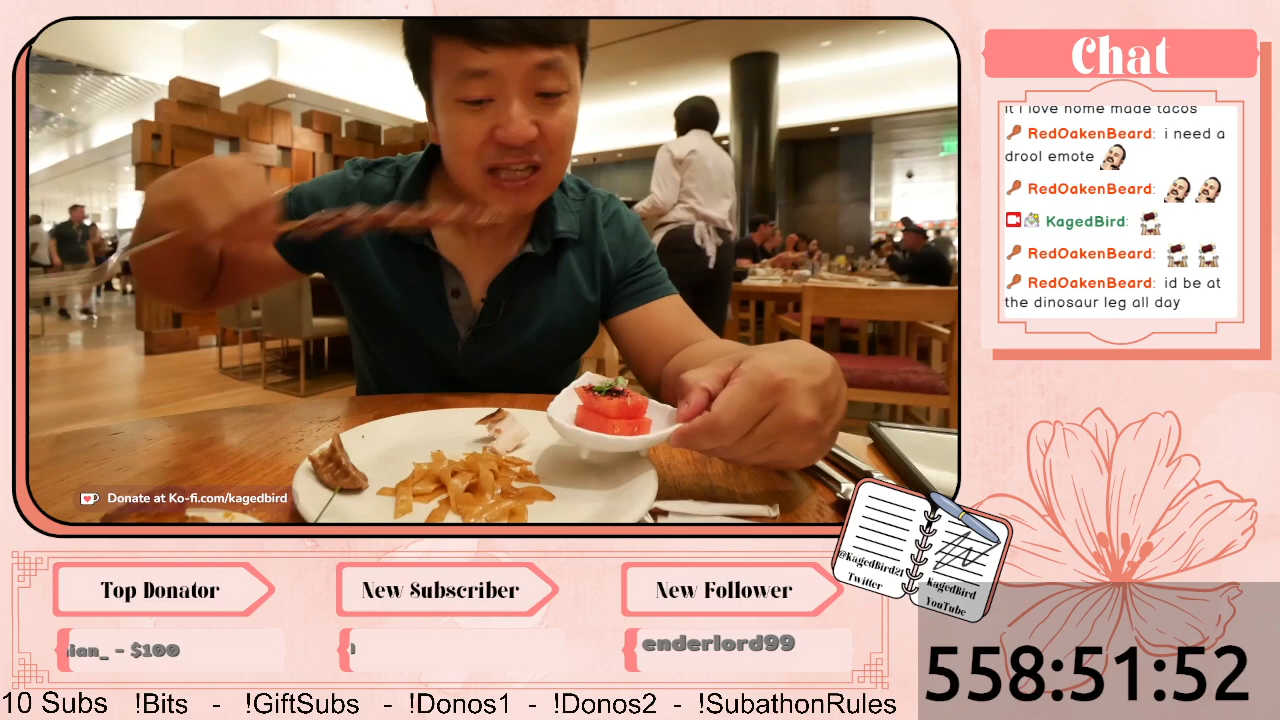 Chat
it i love home made tacos
RedOakenBeard: i need a
drool emote
RedOakenBeard:
KagedBird:
RedOakenBeard:
RedOakenBeard: id be at
the dinosaur leg all day
Donate at Ko-fi.com/kagedbird
@KagedBird21
Twitter
KagedBird
YouTube
Top Donator
New Subscriber
New Follower
ian_ - $100
enderlord99
558:51:52
10 Subs !Bits - !GiftSubs - !Donos1 - !Donos2 - !SubathonRules